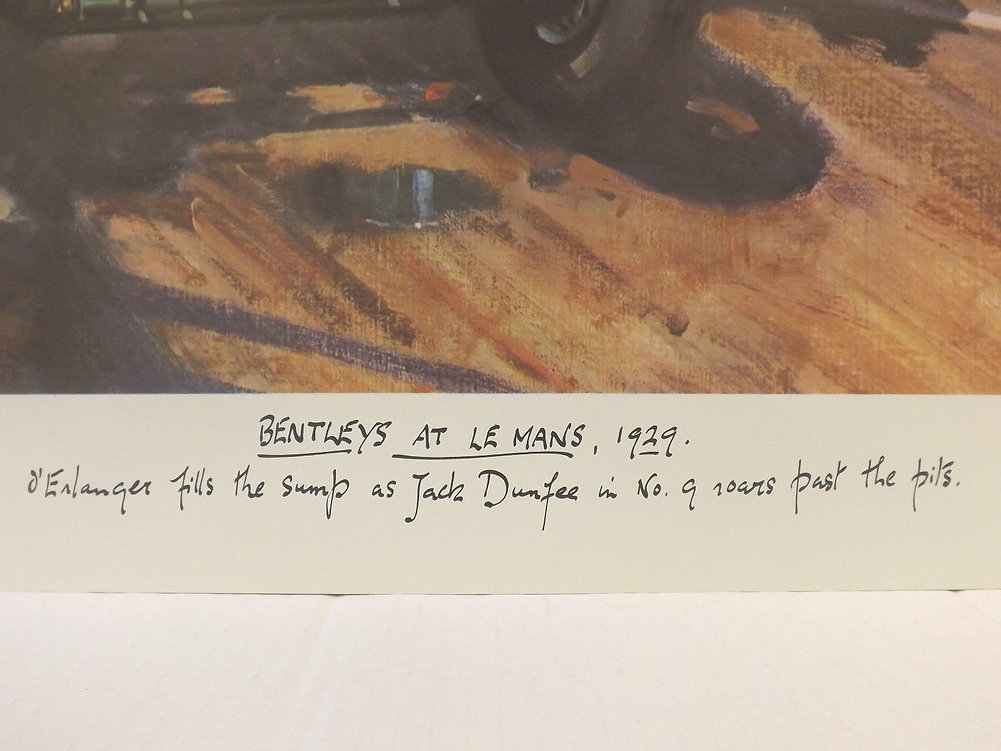 BENTLEYS AT LE MANS, 1929.
d'Erlanger fills the sump as Jack Dunfee in No. 9 roars past the pits.